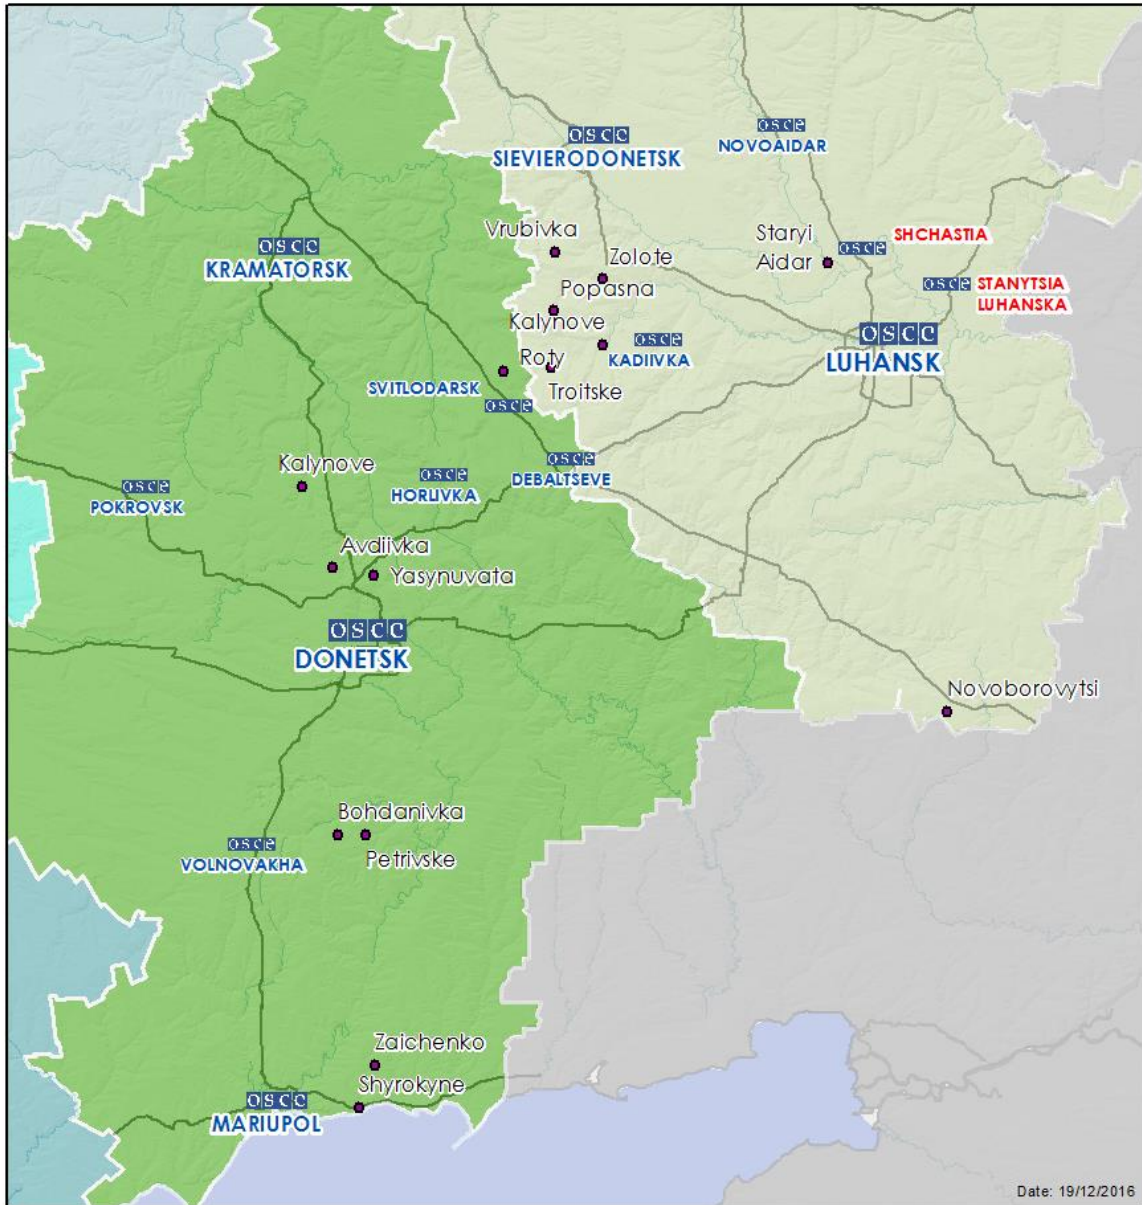 osce
SIEVIERODONETSK
osce
NOVOAIDAR
Vrubivka
Staryi
Aidar
osce
SHCHASTIA
osce
KRAMATORSK
Zolote
osce
STANYTSIA
LUHANSKA
Popasna
Kalynove
osce
KADIIVKA
osce
LUHANSK
Roty
Troitske
SVITLODARSK
osce
osce
DEBALTSEVE
Kalynove
osce
HORLIVKA
osce
POKROVSK
Avdiivka
Yasynuvata
osce
DONETSK
Novoborovytsi
Bohdanivka
Petrivske
osce
VOLNOVAKHA
Zaichenko
Shyrokyne
osce
MARIUPOL
Date: 19/12/2016